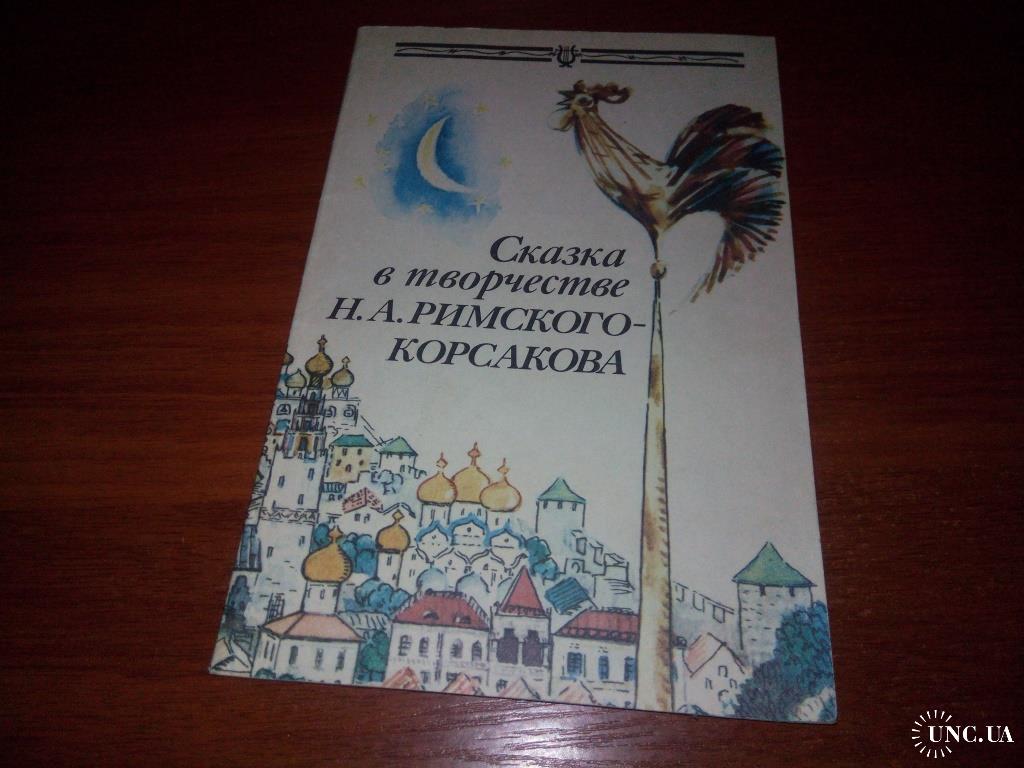 Сказка
в творчестве
Н. А. РИМСКОГО-
КОРСАКОВА
UNC.UA